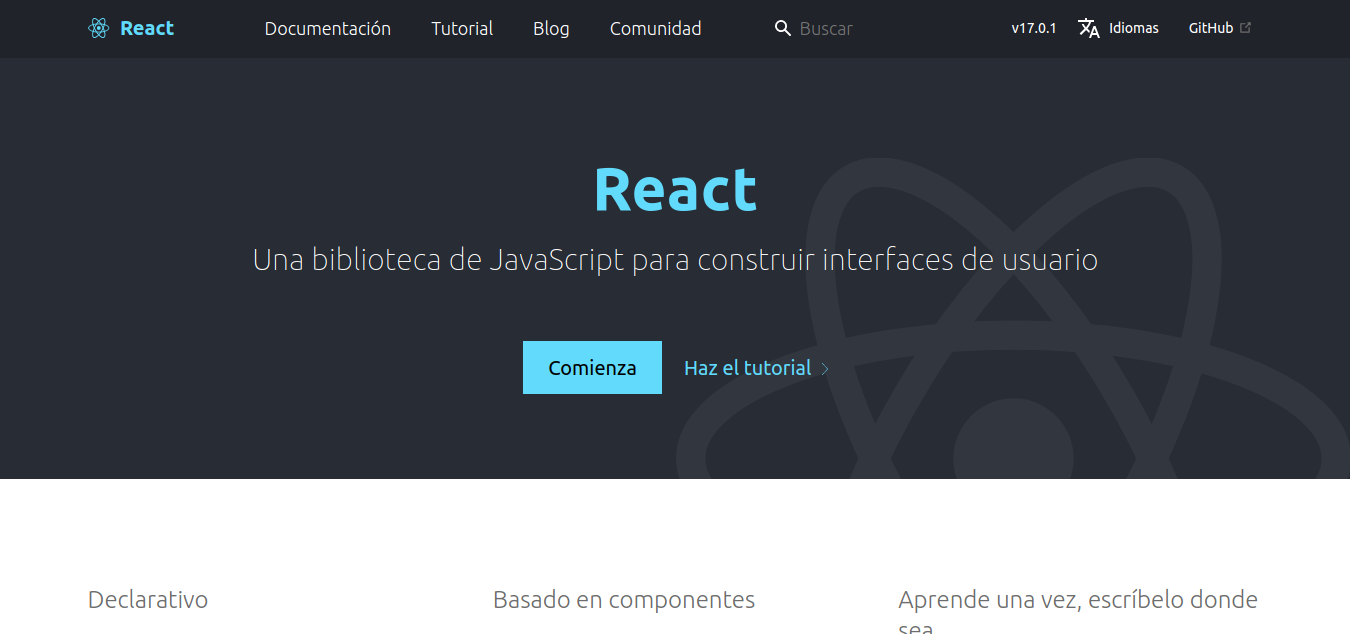 React Documentación Tutorial Blog Comunidad Buscar v17.0.1 Idiomas GitHub
React
Una biblioteca de JavaScript para construir interfaces de usuario
Comienza Haz el tutorial
Declarativo Basado en componentes Aprende una vez, escríbelo donde
sea